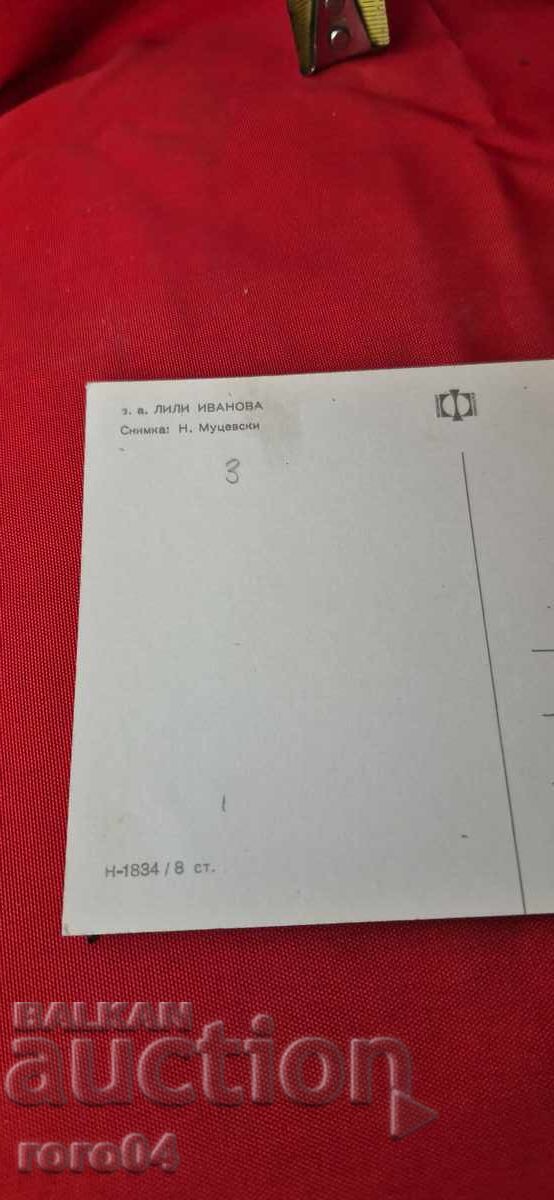 з. а. ЛИЛИ ИВАНОВА
Снимка: Н. Муцевски
3
Н-1834 / 8 ст.
BALKAN
auction
roro04